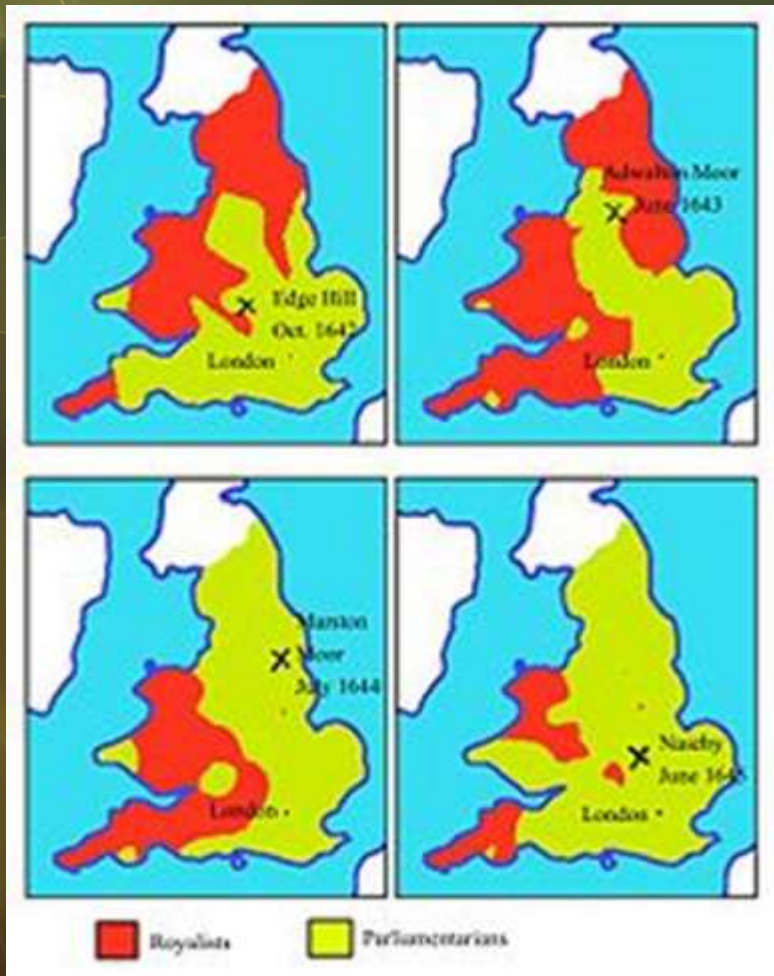 Edge Hill
Oct. 1642
London
Adwalton Moor
June 1643
London
Marston
Moor
July 1644
London
Naseby
June 1645
London
Royalists
Parliamentarians